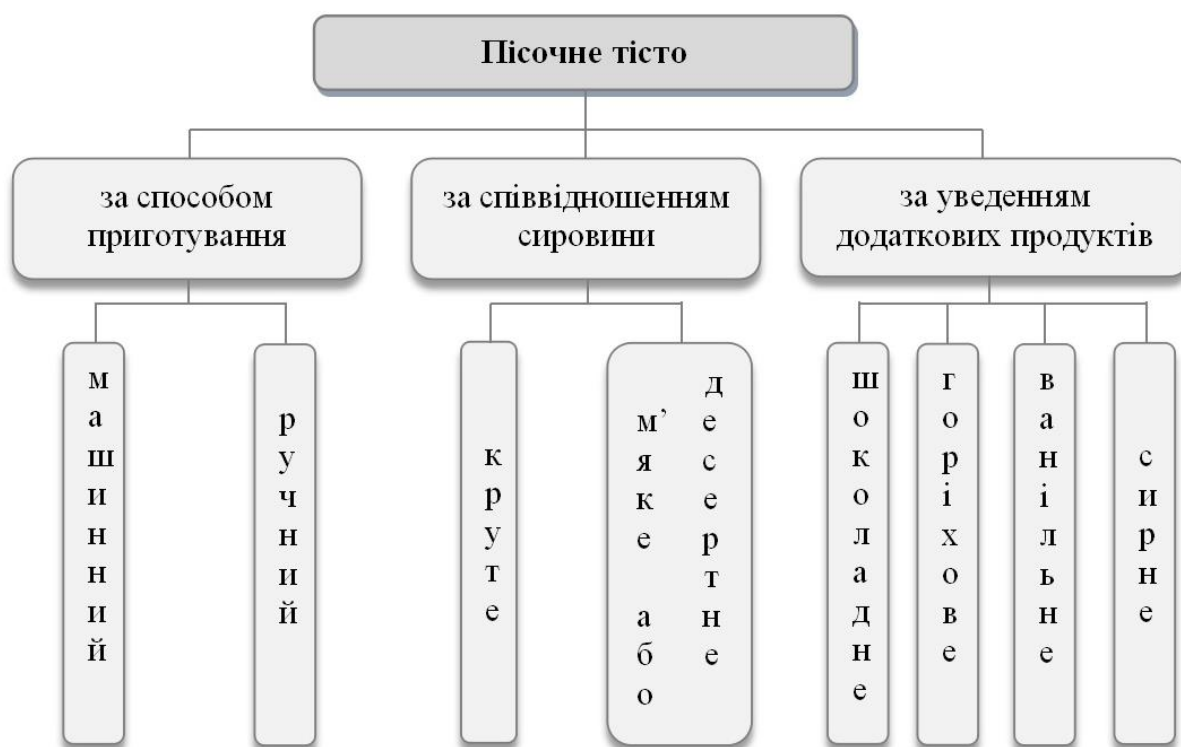 Пісочне тісто
за способом
приготування
за співвідношенням
сировини
за уведенням
додаткових продуктів
машинний
ручний
круте
м’яке або
десертне
шоколадне
горіхове
ванільне
сирне